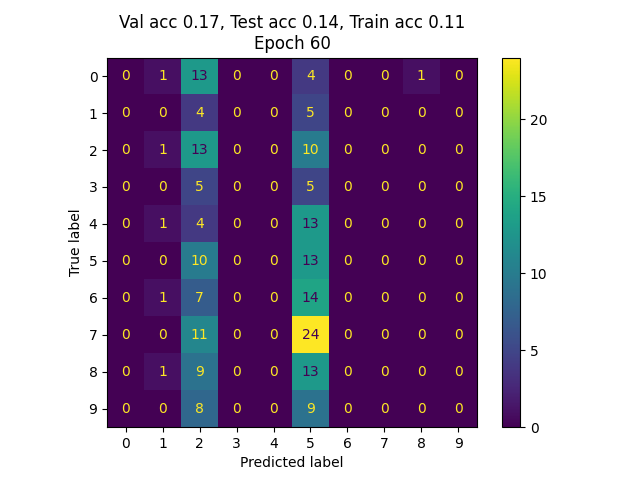 Val acc 0.17, Test acc 0.14, Train acc 0.11
Epoch 60
0 0 1 13 0 0 4 0 0 1 0
1 0 0 4 0 0 5 0 0 0 0
2 0 1 13 0 0 10 0 0 0 0
3 0 0 5 0 0 5 0 0 0 0
4 0 1 4 0 0 13 0 0 0 0
5 0 0 10 0 0 13 0 0 0 0
6 0 1 7 0 0 14 0 0 0 0
7 0 0 11 0 0 24 0 0 0 0
8 0 1 9 0 0 13 0 0 0 0
9 0 0 8 0 0 9 0 0 0 0
0 1 2 3 4 5 6 7 8 9
Predicted label
True label
20
15
10
5
0